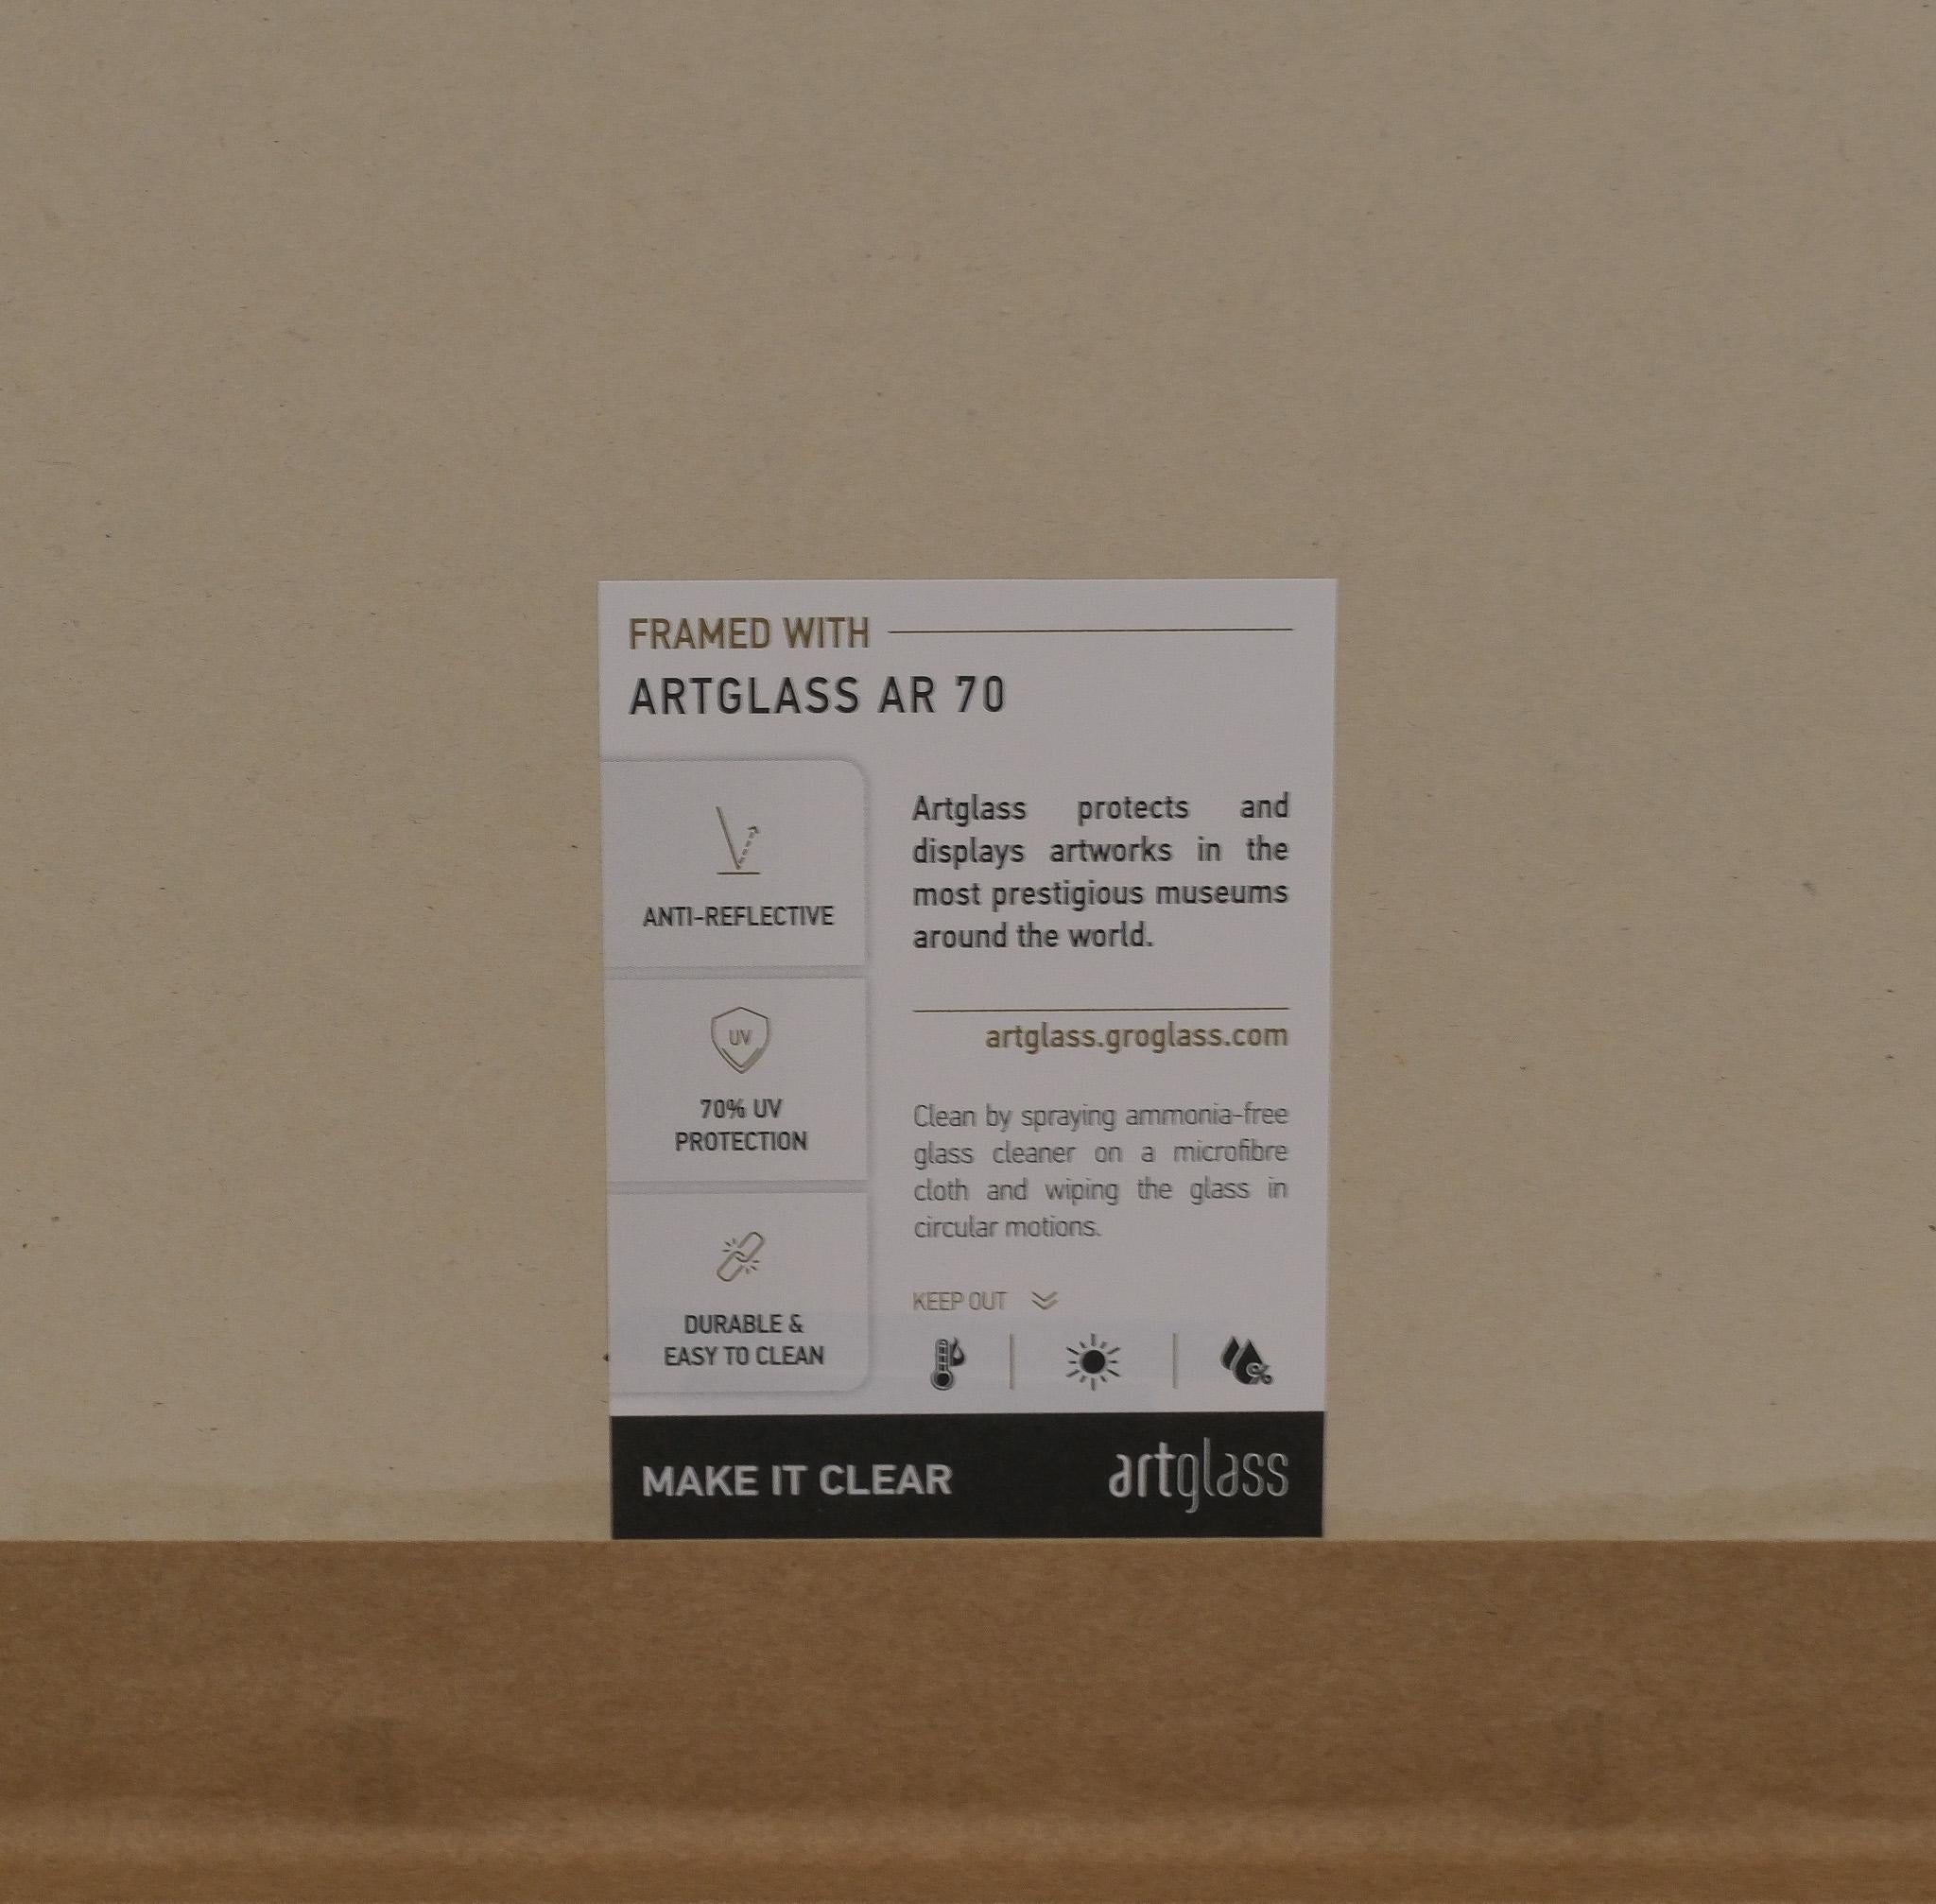 FRAMED WITH
ARTGLASS AR 70
ANTI-REFLECTIVE
UV
70% UV
PROTECTION
DURABLE &
EASY TO CLEAN
Artglass protects and
displays artworks in the
most prestigious museums
around the world.
artglass.groglass.com
Clean by spraying ammonia-free
glass cleaner on a microfibre
cloth and wiping the glass in
circular motions.
KEEP OUT
%
MAKE IT CLEAR
artglass